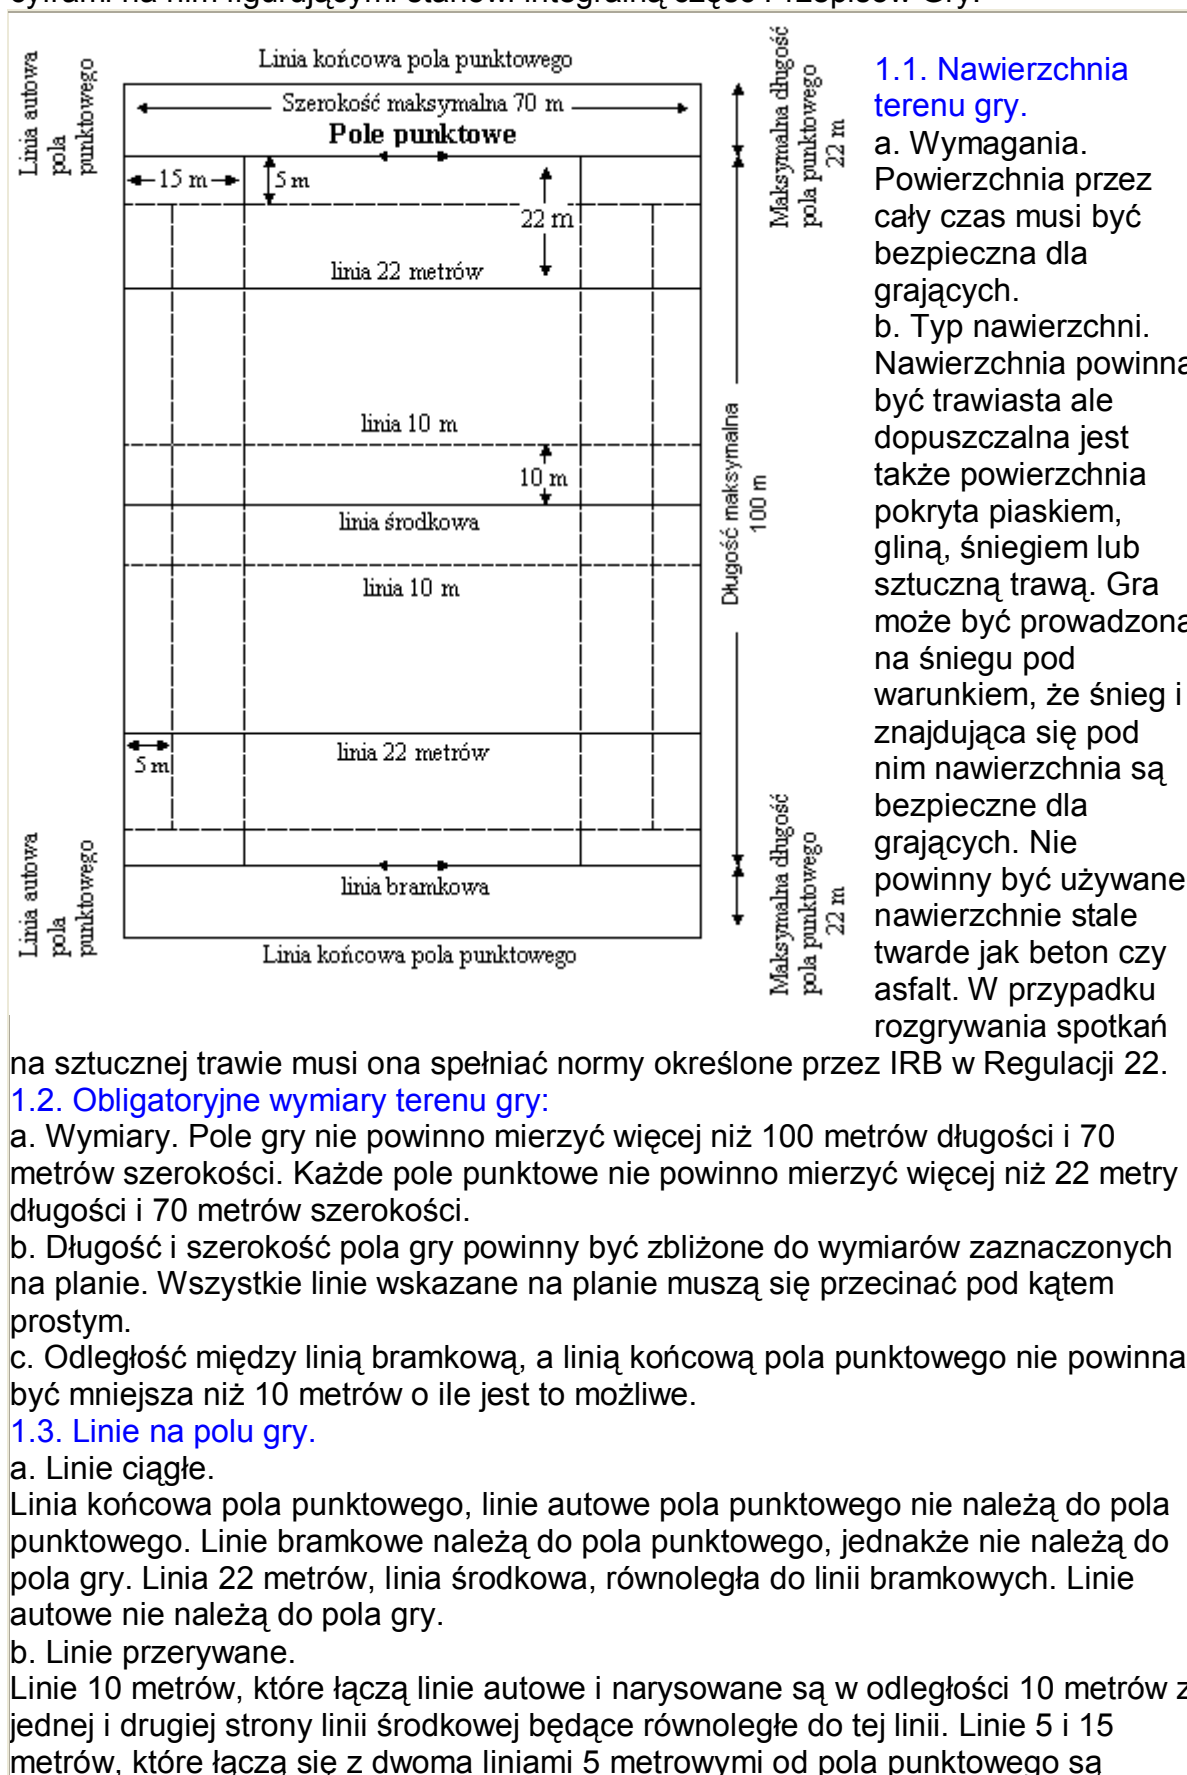 cyframi na nim figurującymi stanowi integralną część Przepisów Gry.
Linia autowa
pola
punktowego
Linia końcowa pola punktowego
Szerokość maksymalna 70 m
Pole punktowe
15 m
5 m
22 m
linia 22 metrów
linia 10 m
10 m
linia środkowa
linia 10 m
linia 22 metrów
5 m
linia bramkowa
Linia końcowa pola punktowego
Linia autowa
pola
punktowego
Maksymalna długość
pola punktowego
22 m
Długość maksymalna
100 m
Maksymalna długość
pola punktowego
22 m
1.1. Nawierzchnia
terenu gry.
a. Wymagania.
Powierzchnia przez
cały czas musi być
bezpieczna dla
grających.
b. Typ nawierzchni.
Nawierzchnia powinna
być trawiasta ale
dopuszczalna jest
także powierzchnia
pokryta piaskiem,
gliną, śniegiem lub
sztuczną trawą. Gra
może być prowadzona
na śniegu pod
warunkiem, że śnieg i
znajdująca się pod
nim nawierzchnia są
bezpieczne dla
grających. Nie
powinny być używane
nawierzchnie stale
twarde jak beton czy
asfalt. W przypadku
rozgrywania spotkań
na sztucznej trawie musi ona spełniać normy określone przez IRB w Regulacji 22.
1.2. Obligatoryjne wymiary terenu gry:
a. Wymiary. Pole gry nie powinno mierzyć więcej niż 100 metrów długości i 70
metrów szerokości. Każde pole punktowe nie powinno mierzyć więcej niż 22 metry
długości i 70 metrów szerokości.
b. Długość i szerokość pola gry powinny być zbliżone do wymiarów zaznaczonych
na planie. Wszystkie linie wskazane na planie muszą się przecinać pod kątem
prostym.
c. Odległość między linią bramkową, a linią końcową pola punktowego nie powinna
być mniejsza niż 10 metrów o ile jest to możliwe.
1.3. Linie na polu gry.
a. Linie ciągłe.
Linia końcowa pola punktowego, linie autowe pola punktowego nie należą do pola
punktowego. Linie bramkowe należą do pola punktowego, jednakże nie należą do
pola gry. Linia 22 metrów, linia środkowa, równoległa do linii bramkowych. Linie
autowe nie należą do pola gry.
b. Linie przerywane.
Linie 10 metrów, które łączą linie autowe i narysowane są w odległości 10 metrów z
jednej i drugiej strony linii środkowej będące równoległe do tej linii. Linie 5 i 15
metrów, które łączą się z dwoma liniami 5 metrowymi od pola punktowego są